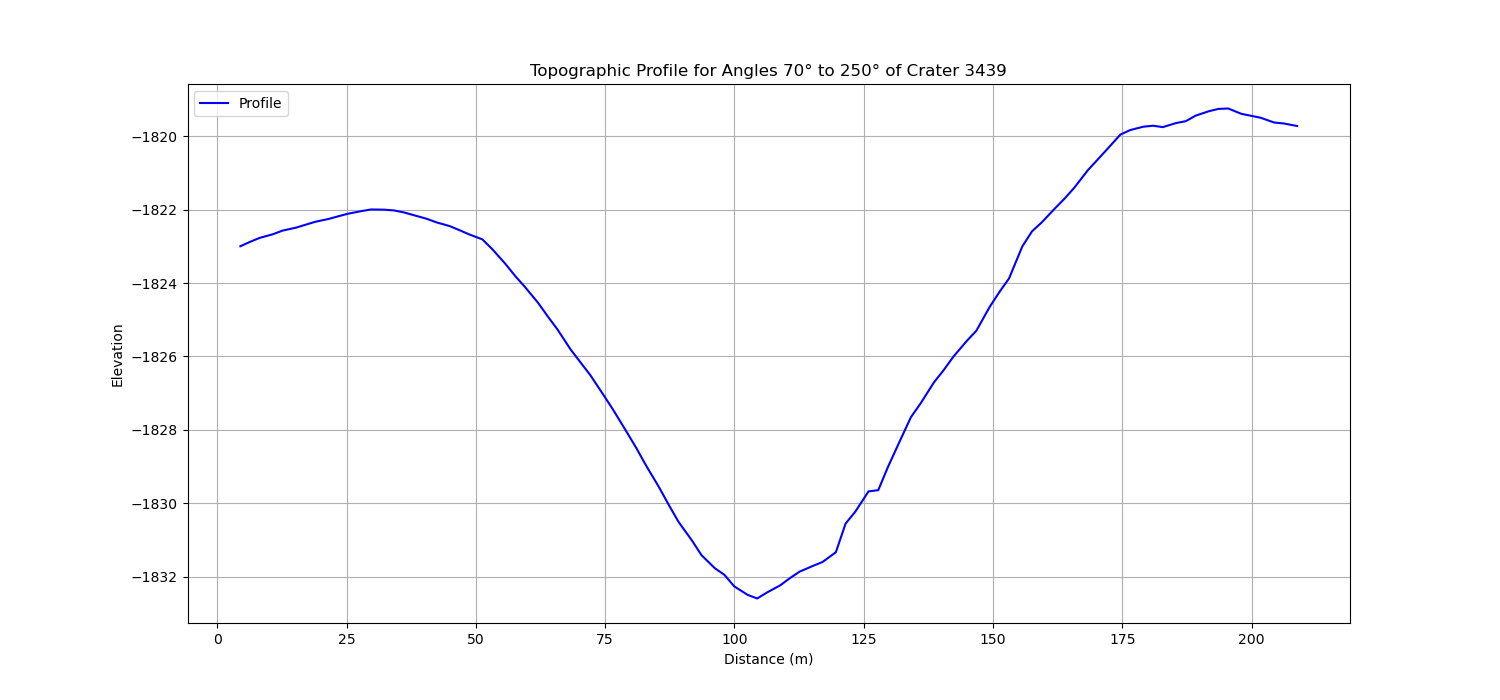 Topographic Profile for Angles 70° to 250° of Crater 3439
Profile
−1820
−1822
−1824
−1826
−1828
−1830
−1832
Elevation
0 25 50 75 100 125 150 175 200
Distance (m)